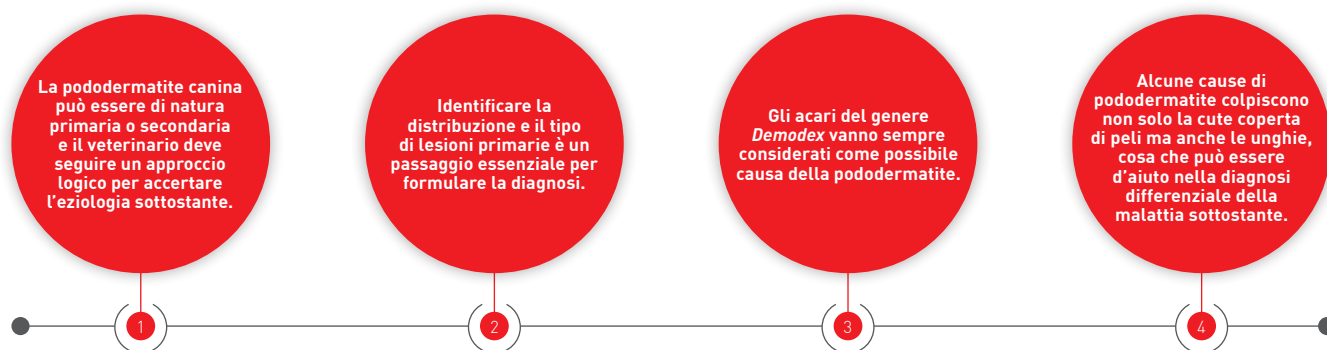 La pododermatite canina
può essere di natura
primaria o secondaria
e il veterinario deve
seguire un approccio
logico per accertare
l’eziologia sottostante.
Identificare la
distribuzione e il tipo
di lesioni primarie è un
passaggio essenziale per
formulare la diagnosi.
Gli acari del genere
Demodex vanno sempre
considerati come possibile
causa della pododermatite.
Alcune cause di
pododermatite colpiscono
non solo la cute coperta
di peli ma anche le unghie,
cosa che può essere
d’aiuto nella diagnosi
differenziale della
malattia sottostante.
1
2
3
4